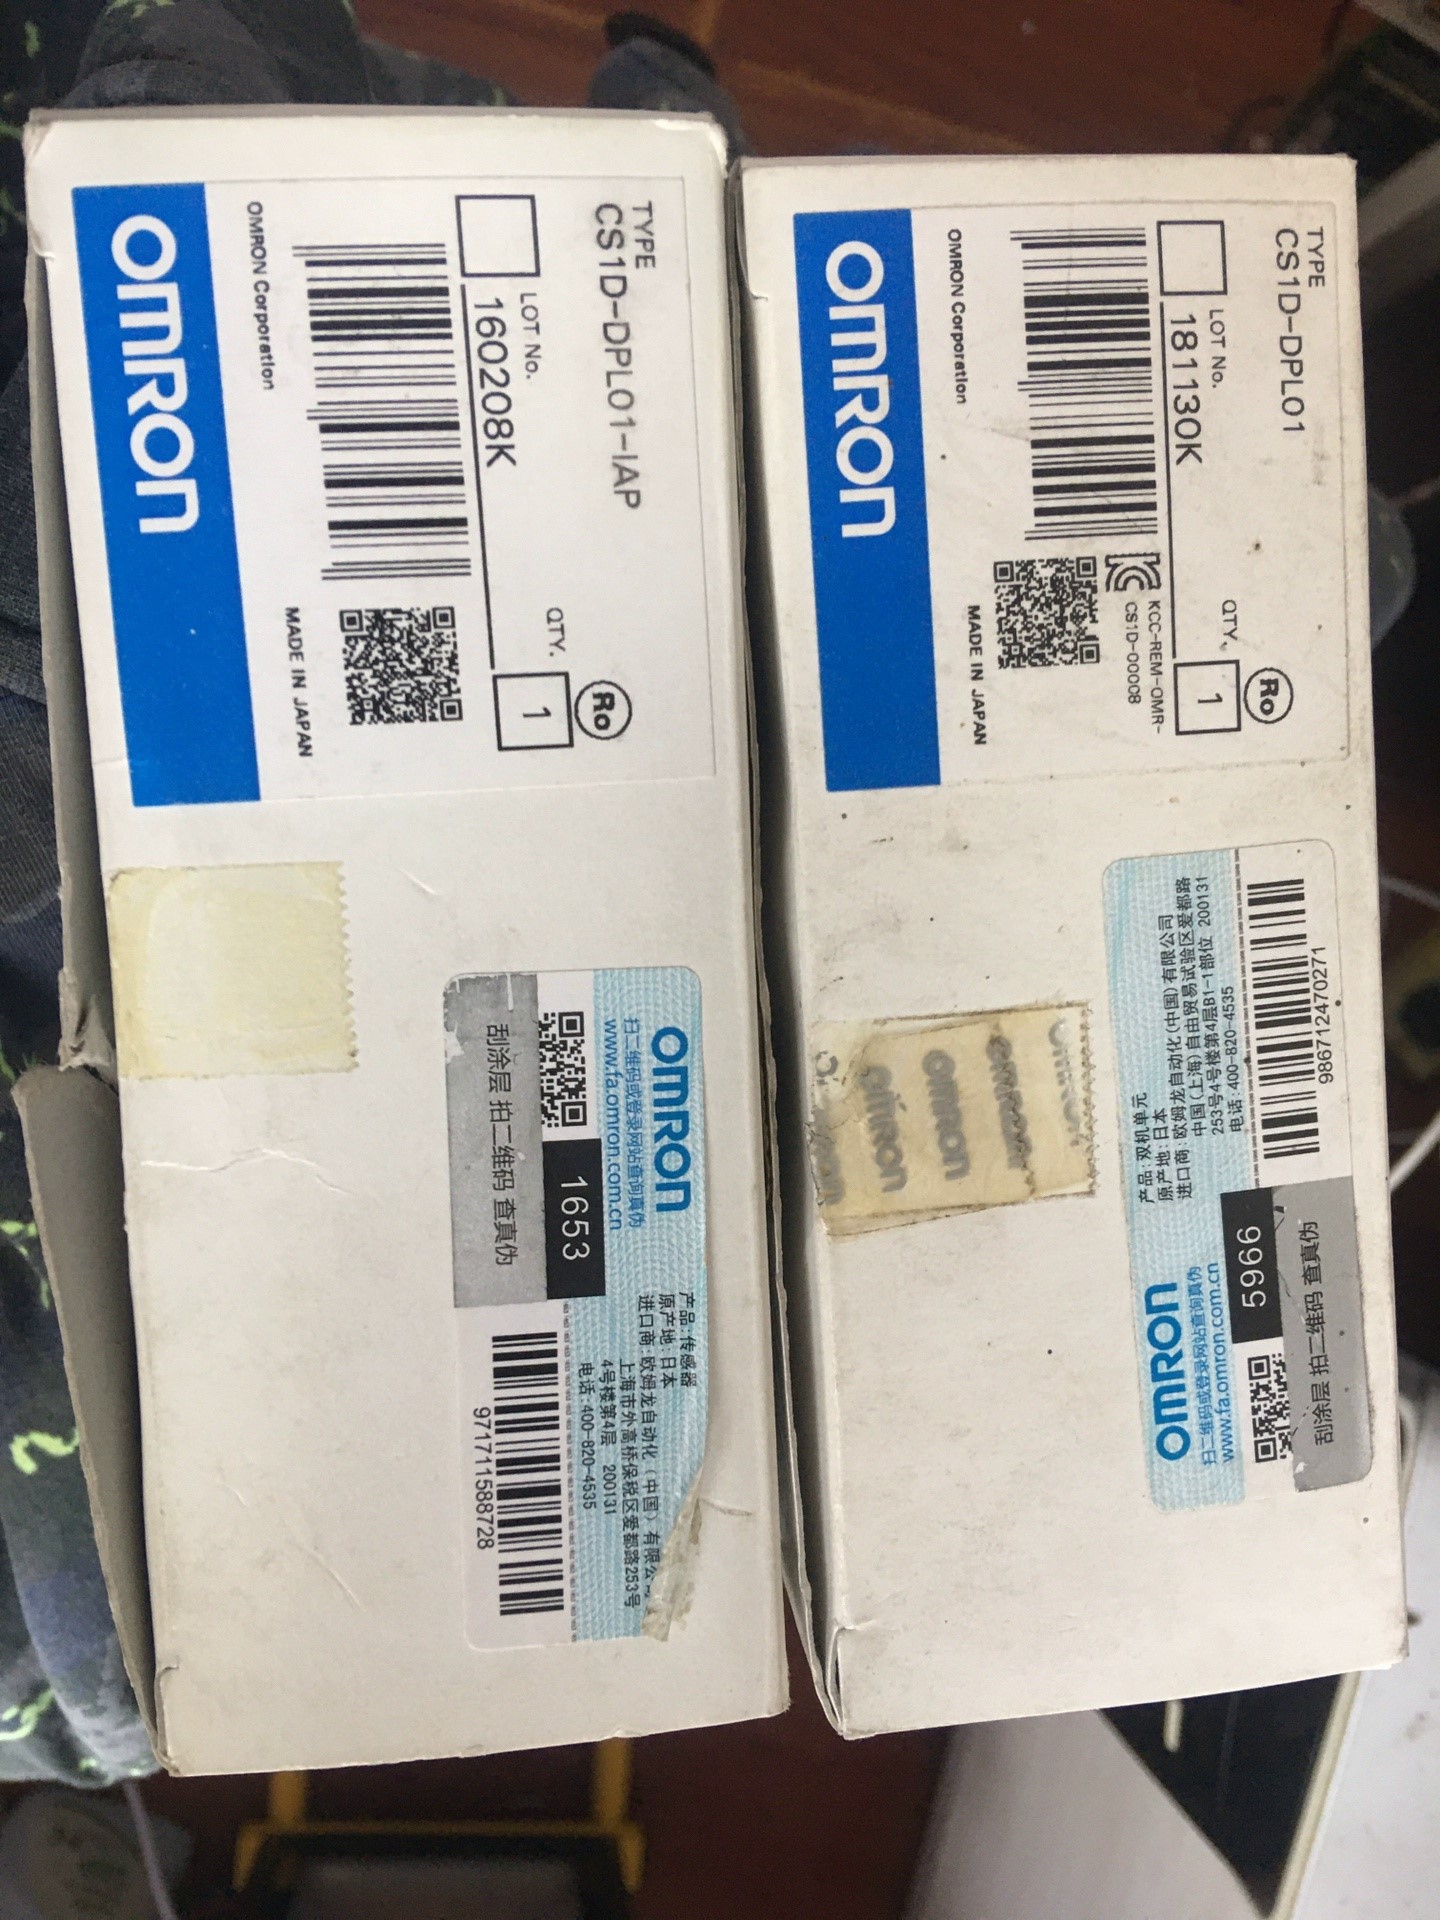 TYPE
CS1D-DPL01-IAP
LOT No.
160208K
QTY.
1
Ro
OMRON Corporation
MADE IN JAPAN
OMRON
OMRON
扫二维码或登录网站查询真伪
www.fa.omron.com.cn
1653
刮涂层 拍二维码 查真伪
产品:传感器
原产地:日本
进口商:欧姆龙自动化(中国)有限公
上海市外高桥保税区爱都路253号
4号楼第4层 200131
电话:400-820-4535
971711588728
TYPE
CS1D-DPL01
LOT No.
181130K
QTY.
1
Ro
KCC-REM-OMR-
CS1D-00008
OMRON Corporation
MADE IN JAPAN
OMRON
OMRON
OMRON
OMRON
产品:双机单元
原产地:日本
进口商:欧姆龙自动化(中国)有限公司
中国(上海)自由贸易试验区爱都路
253号4号楼第4层B1-1部位 200131
电话:400-820-4535
986712470271
OMRON
扫二维码或登录网站查询真伪
www.fa.omron.com.cn
5966
刮涂层 拍二维码 查真伪